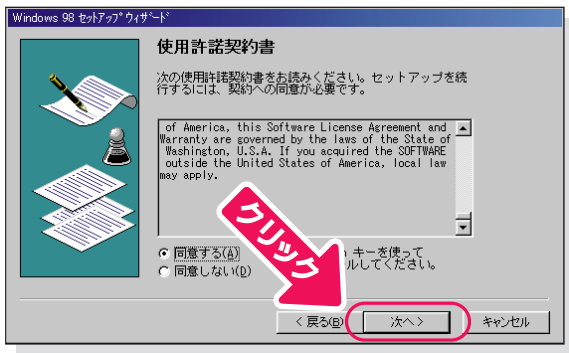 Windows 98 セットアップ ウィザード
使用許諾契約書
次の使用許諾契約書をお読みください。セットアップを続
行するには、契約への同意が必要です。
of America, this Software License Agreement and
Warranty are governed by the laws of the State of
Washington, U.S.A. If you acquired the SOFTWARE
outside the United States of America, local law
may apply.
クリック
同意する(A)
キーを使って
同意しない(D)
ルしてください。
< 戻る(B)
次へ >
キャンセル